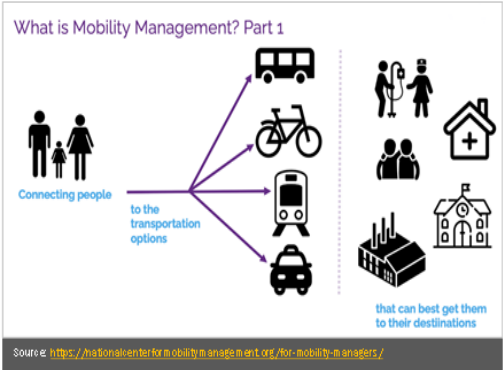 What is Mobility Management? Part 1
Connecting people
to the
transportation
options
that can best get them
to their destiinations
Source: https://nationalcenterformobilitymanagement.org/for-mobility-managers/